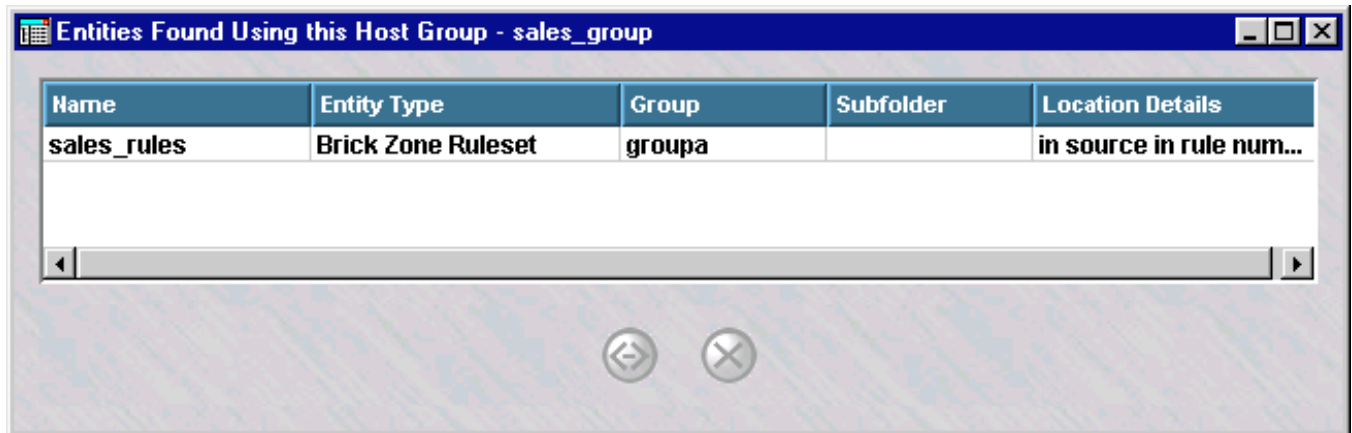 Entities Found Using this Host Group - sales_group
Name Entity Type Group Subfolder Location Details
sales_rules Brick Zone Ruleset groupa in source in rule num...